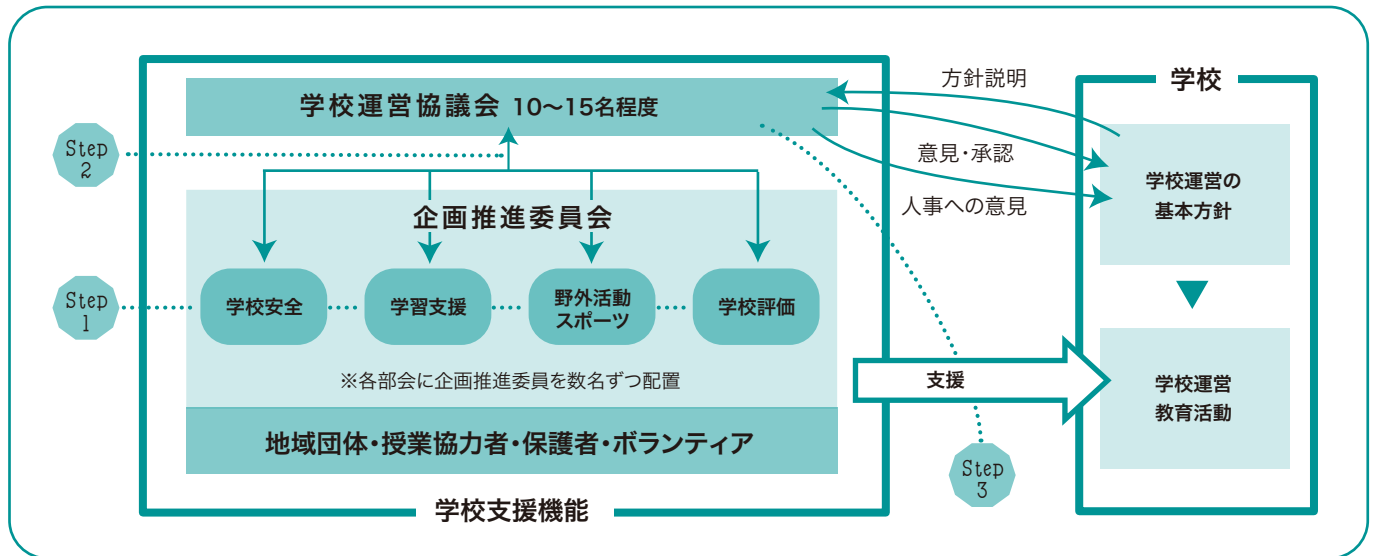 学校運営協議会 10〜15名程度
方針説明
学校
Step
2
意見・承認
学校運営の
基本方針
人事への意見
企画推進委員会
Step
1
学校安全
学習支援
野外活動
スポーツ
学校評価
※各部会に企画推進委員を数名ずつ配置
支援
学校運営
教育活動
地域団体・授業協力者・保護者・ボランティア
Step
3
学校支援機能